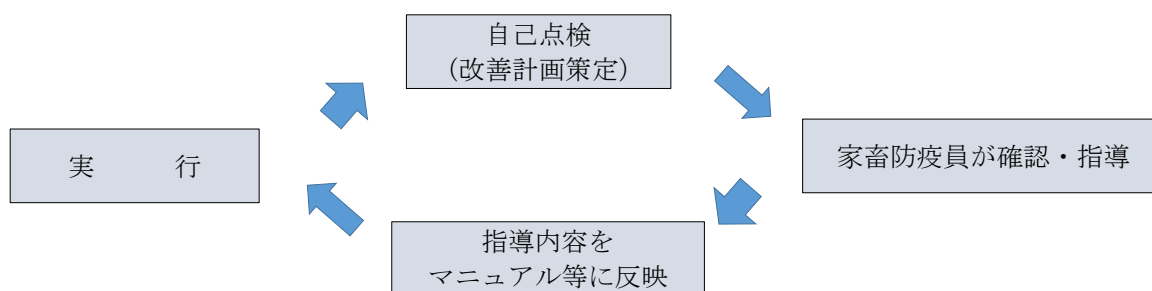 自己点検
(改善計画策定)
実　　　行
家畜防疫員が確認・指導
指導内容を
マニュアル等に反映